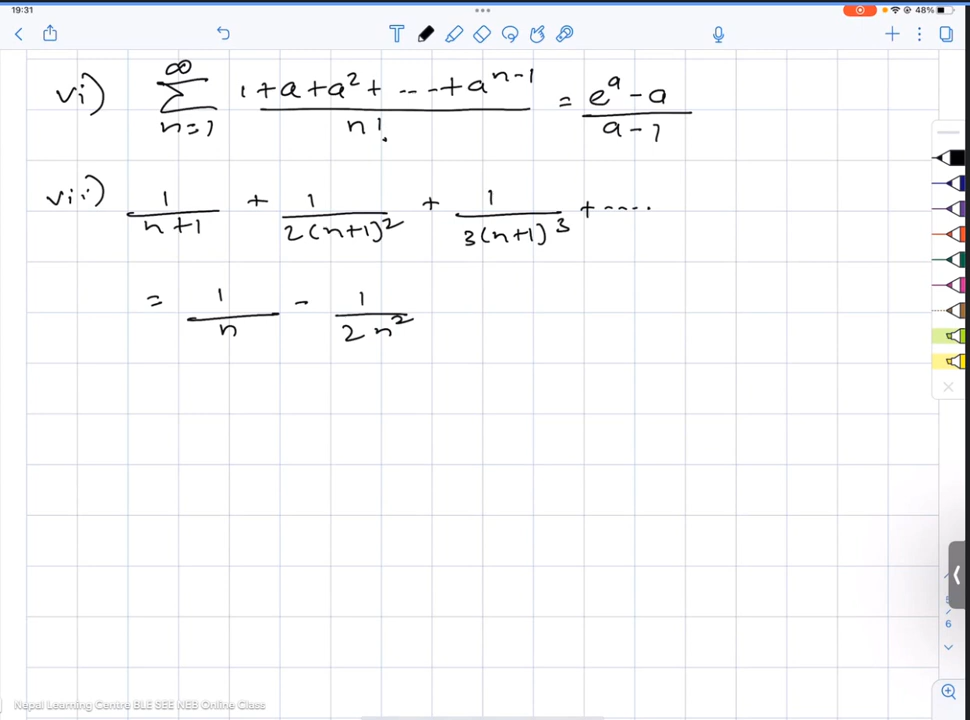 19:31
48%
vi) ∞∑n=1 1+a+a²+ ---+a^(n-1) / n! = e^a - a / a-1
vii) 1/(n+1) + 1/(2(n+1)²) + 1/(3(n+1)³) + ----.
= 1/n - 1/(2n²)
6
Nepal Learning Centre BLE SEE NEB Online Class